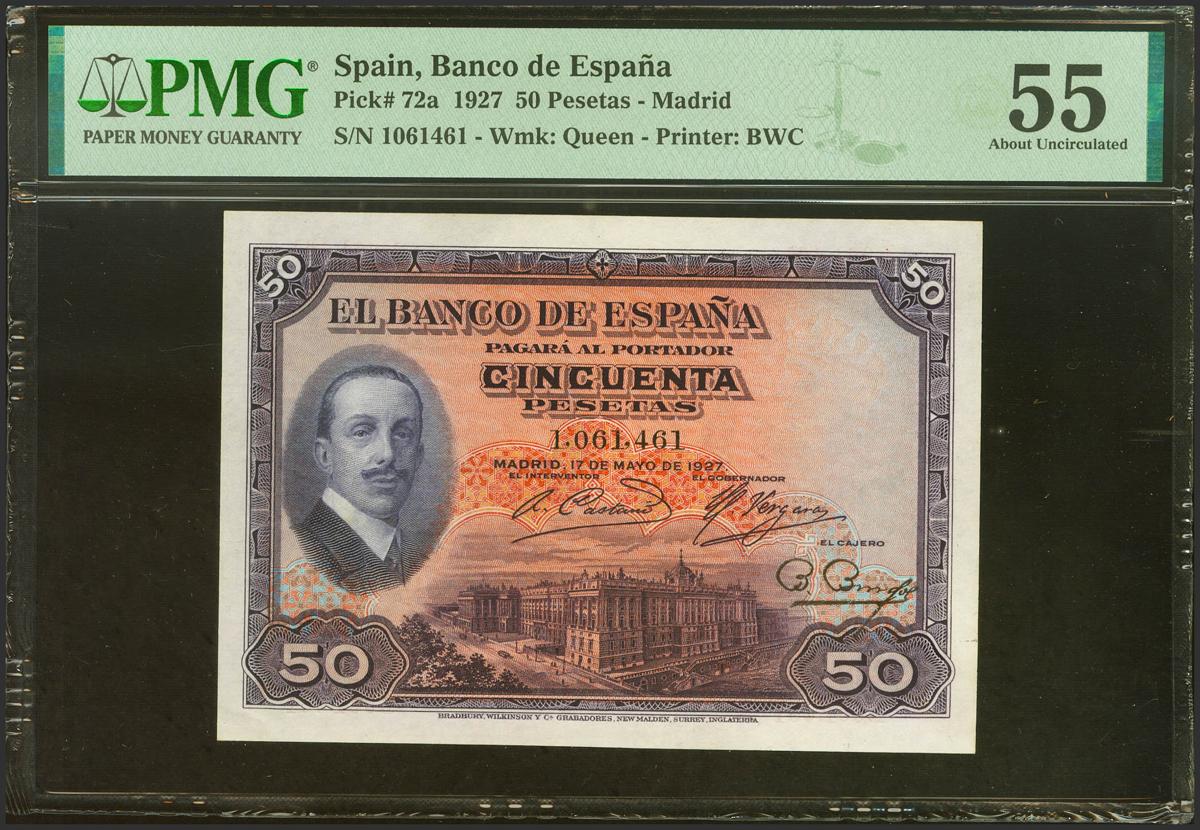 PMG®
PAPER MONEY GUARANTY
Spain, Banco de España
Pick# 72a 1927 50 Pesetas - Madrid
S/N 1061461 - Wmk: Queen - Printer: BWC
55
About Uncirculated
50
50
EL BANCO DE ESPAÑA
PAGARÁ AL PORTADOR
CINCUENTA
PESETAS
1,061,461
MADRID, 17 DE MAYO DE 1927
EL INTERVENTOR
EL GOBERNADOR
A. Castaño
Vergara
EL CAJERO
50
50
BRADBURY, WILKINSON Y Cª GRABADORES, NEW MALDEN, SURREY, INGLATERRA